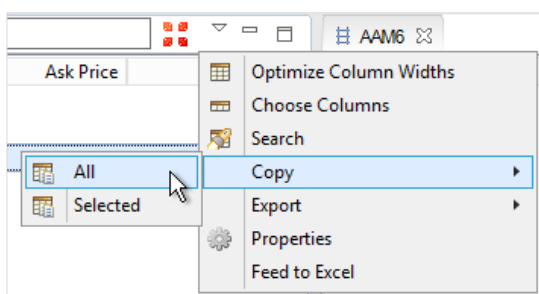 AAM6
Ask Price
Optimize Column Widths
Choose Columns
Search
All
Copy
Selected
Export
Properties
Feed to Excel